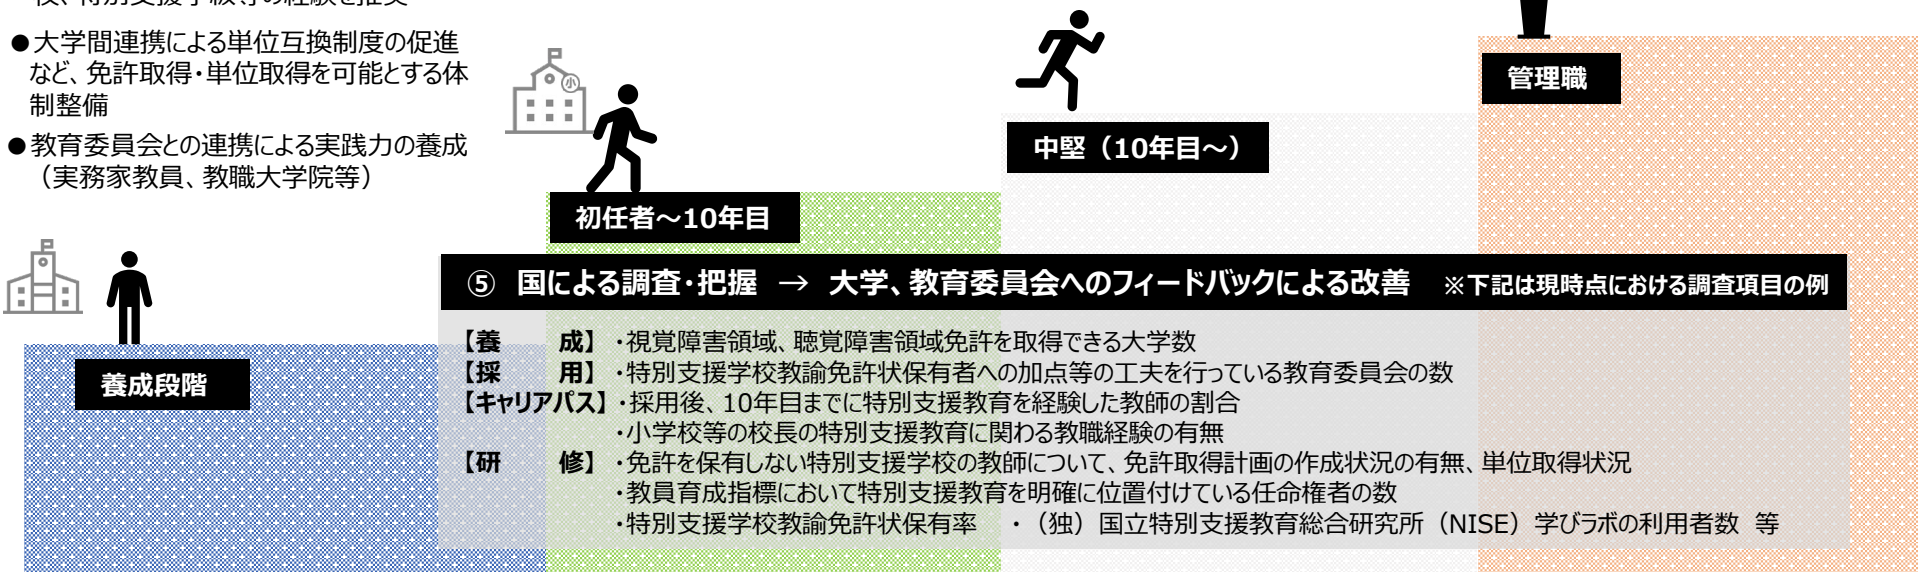 ●大学間連携による単位互換制度の促進
など、免許取得・単位取得を可能とする体
制整備
●教育委員会との連携による実践力の養成
（実務家教員、教職大学院等）
小
管理職
中堅（10年目～）
初任者～10年目
養成段階
⑤ 国による調査・把握 → 大学、教育委員会へのフィードバックによる改善 ※下記は現時点における調査項目の例
【養 成】・視覚障害領域、聴覚障害領域免許を取得できる大学数
【採 用】・特別支援学校教諭免許状保有者への加点等の工夫を行っている教育委員会の数
【キャリアパス】・採用後、10年目までに特別支援教育を経験した教師の割合
・小学校等の校長の特別支援教育に関わる教職経験の有無
【研 修】・免許を保有しない特別支援学校の教師について、免許取得計画の作成状況の有無、単位取得状況
・教員育成指標において特別支援教育を明確に位置付けている任命権者の数
・特別支援学校教諭免許状保有率 ・（独）国立特別支援教育総合研究所（NISE）学びラボの利用者数 等